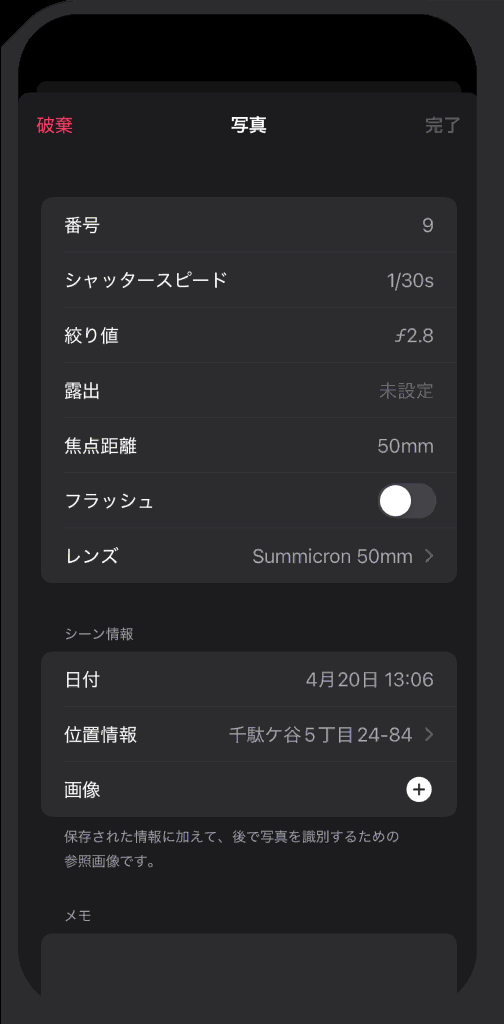 破棄 写真 完了
番号 9
シャッタースピード 1/30s
絞り値 ƒ2.8
露出 未設定
焦点距離 50mm
フラッシュ
レンズ Summicron 50mm
シーン情報
日付 4月20日 13:06
位置情報 千駄ケ谷5丁目24-84
画像
保存された情報に加えて、後で写真を識別するための
参照画像です。
メモ